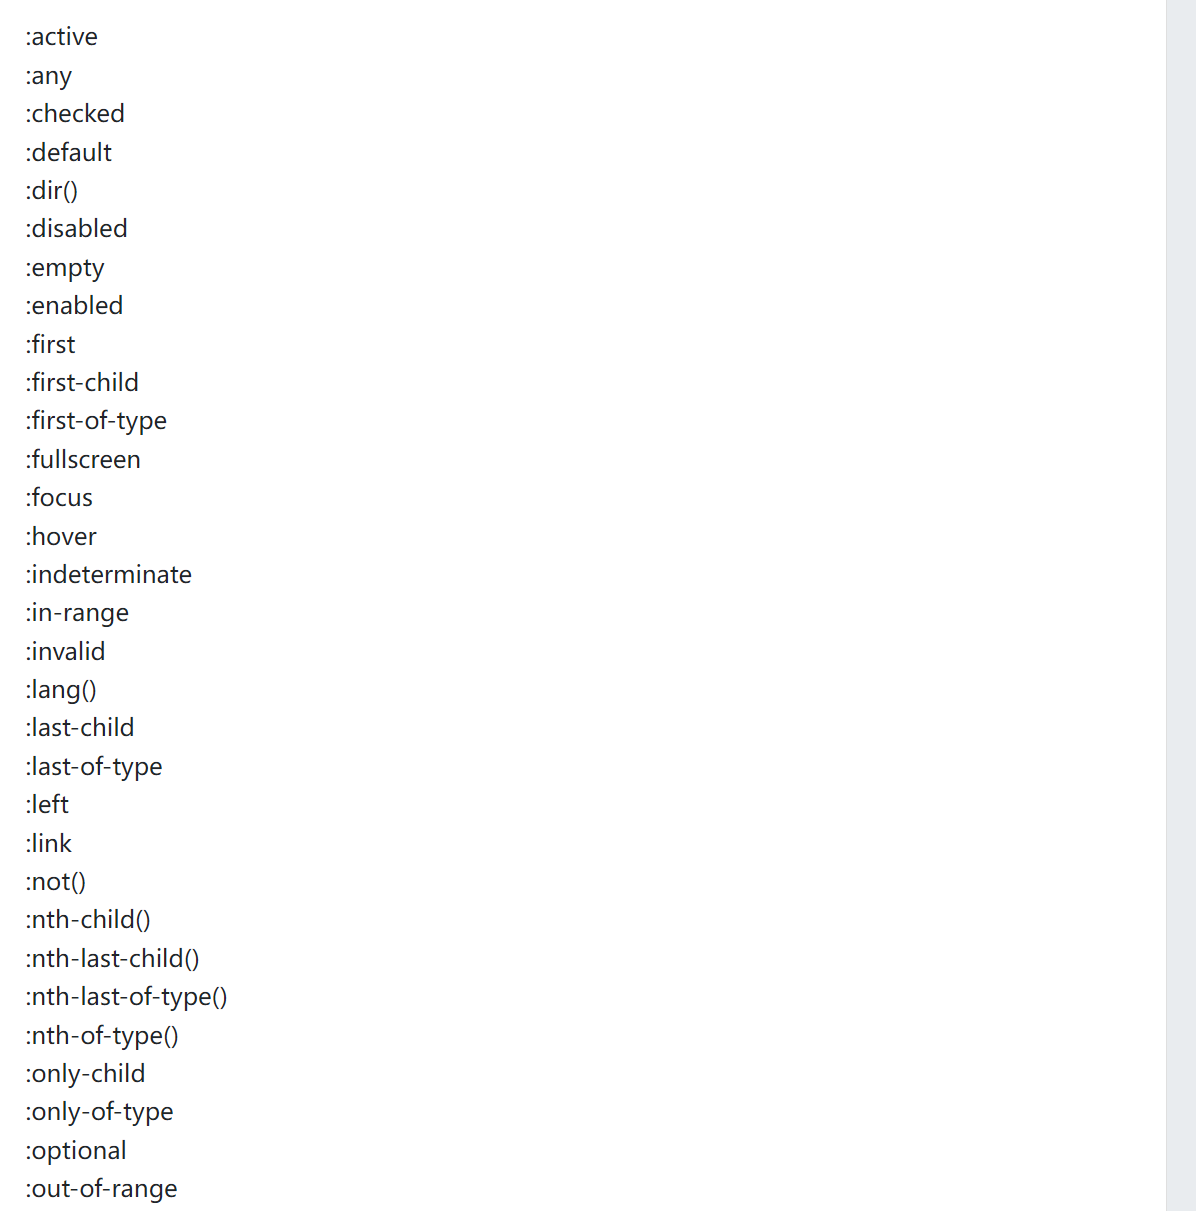 :active
:any
:checked
:default
:dir()
:disabled
:empty
:enabled
:first
:first-child
:first-of-type
:fullscreen
:focus
:hover
:indeterminate
:in-range
:invalid
:lang()
:last-child
:last-of-type
:left
:link
:not()
:nth-child()
:nth-last-child()
:nth-last-of-type()
:nth-of-type()
:only-child
:only-of-type
:optional
:out-of-range